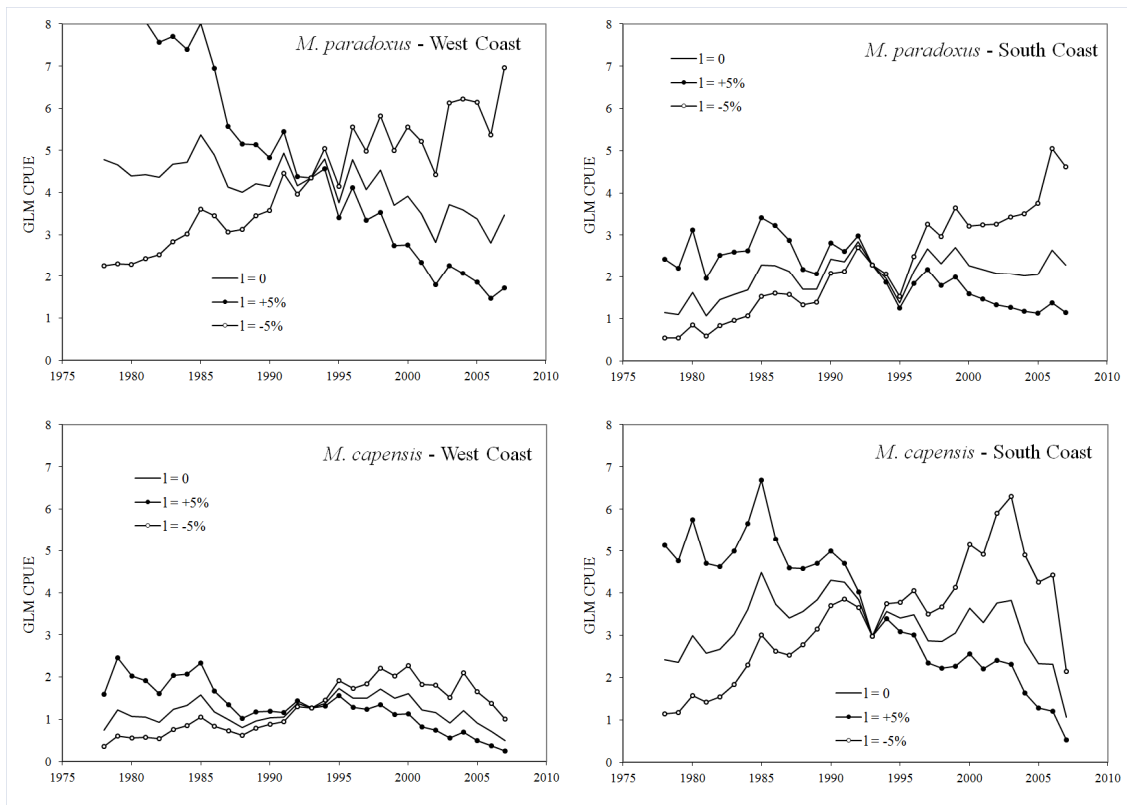 M. paradoxus - West Coast
GLM CPUE
8
7
6
5
4
3
2
1
0
l = 0
l = +5%
l = -5%
1975 1980 1985 1990 1995 2000 2005 2010
M. paradoxus - South Coast
GLM CPUE
8
7
6
5
4
3
2
1
0
l = 0
l = +5%
l = -5%
1975 1980 1985 1990 1995 2000 2005 2010
M. capensis - West Coast
GLM CPUE
8
7
6
5
4
3
2
1
0
l = 0
l = +5%
l = -5%
1975 1980 1985 1990 1995 2000 2005 2010
M. capensis - South Coast
GLM CPUE
8
7
6
5
4
3
2
1
0
l = 0
l = +5%
l = -5%
1975 1980 1985 1990 1995 2000 2005 2010